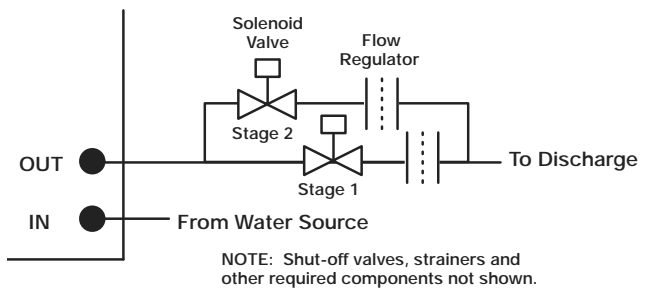 Solenoid
Valve
Flow
Regulator
Stage 2
OUT
To Discharge
Stage 1
IN
From Water Source
NOTE: Shut-off valves, strainers and
other required components not shown.